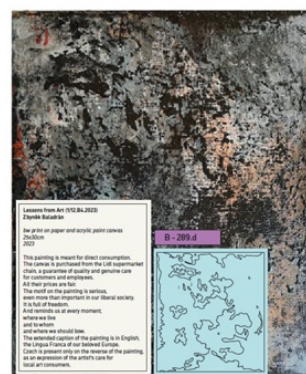 Lessons from Art (1/12.B4.2023)
Zbyněk Baladrán
bw print on paper and acrylic paint canvas
25x30cm
2023
This painting is meant for direct consumption.
The canvas is purchased from the Lidl supermarket
chain, a guarantee of quality and genuine care
for customers and employees.
All their prices are fair.
The motif on the painting is serious,
even more than important in our liberal society.
It is full of freedom.
And reminds us at every moment;
where we live
and to whom
and where we should bow.
The extended caption of the painting is in English,
the Lingua Franca of our beloved Europe.
Czech is present only on the reverse of the painting,
as an expression of the artist's care for
local art consumers.
B - 289.d